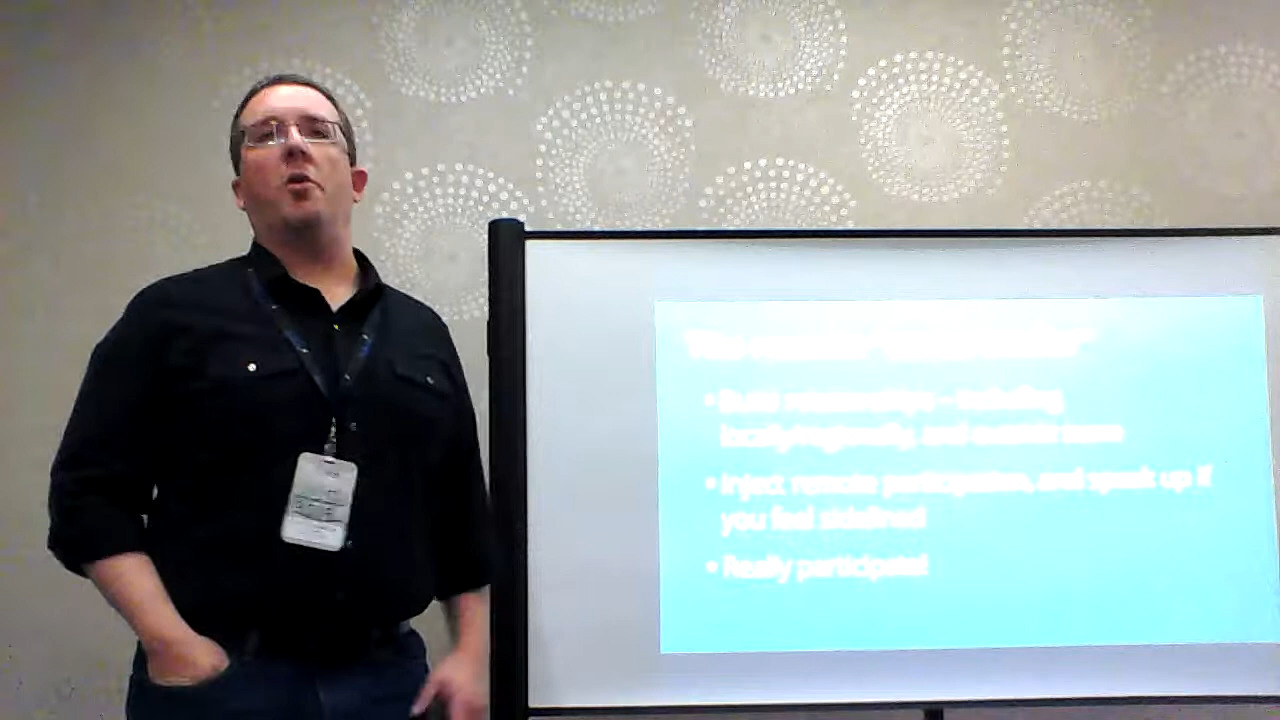 • Build relationships – including
locally/regionally, and outside team
• Inject remote participation, and speak up if
you feel sidelined
• Really participate!